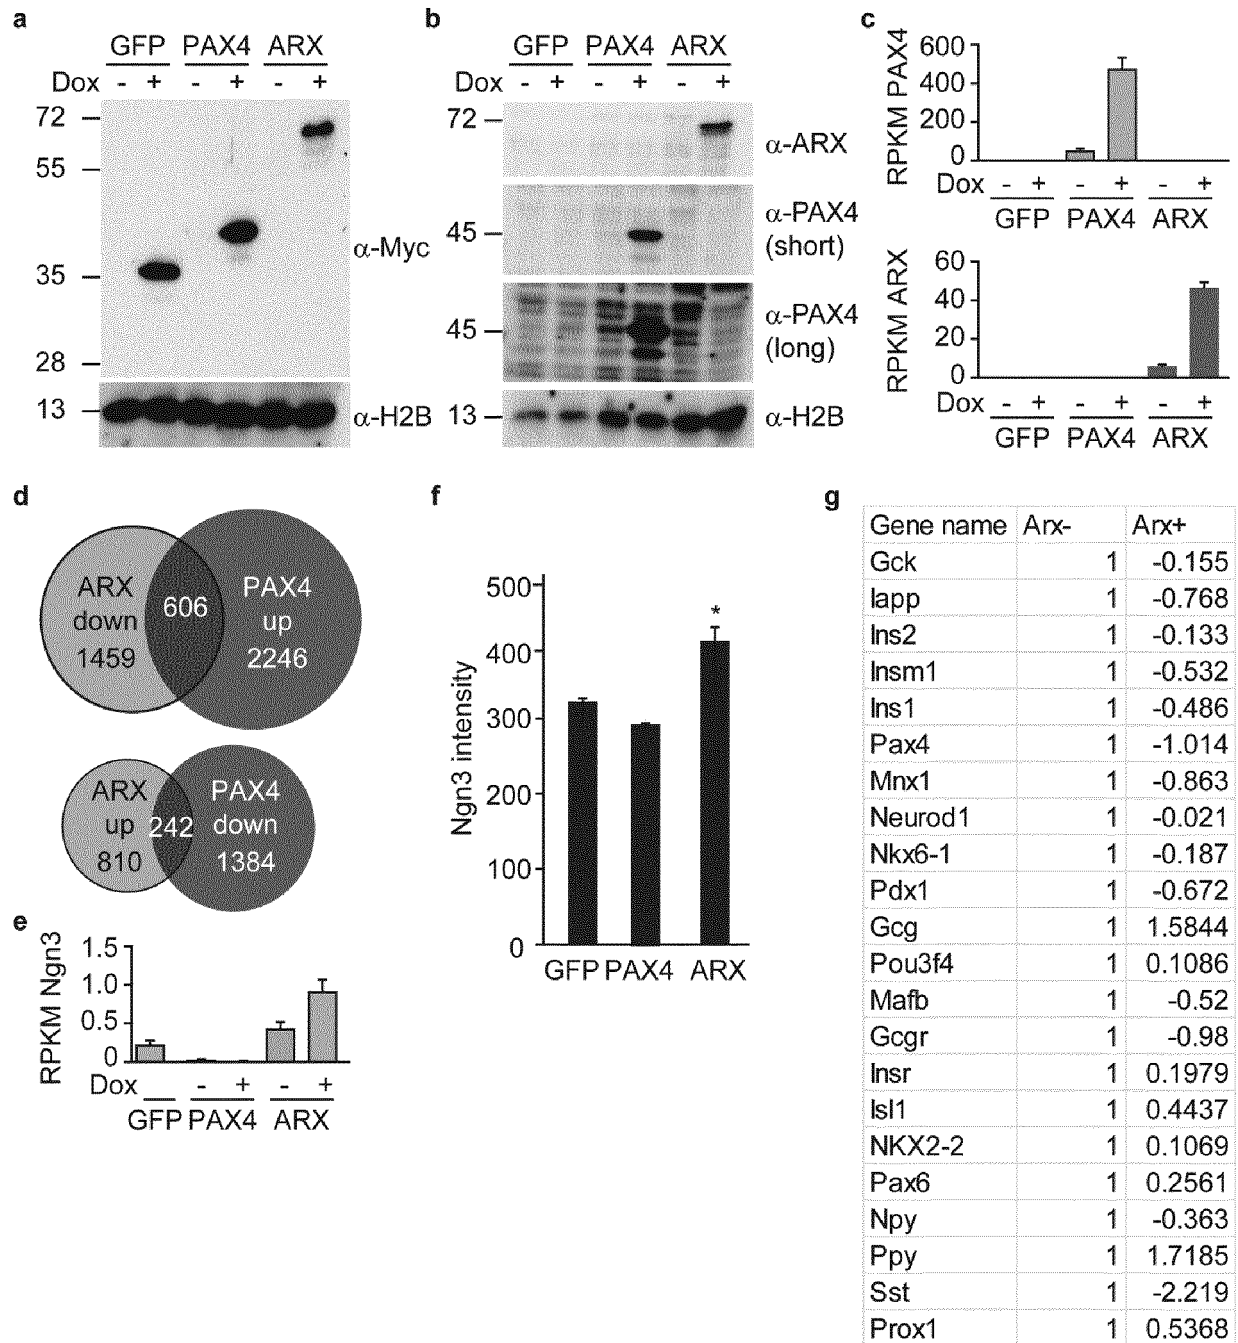 a
GFP PAX4 ARX
Dox - + - + - +
72
55
35
28
13
α-Myc
α-H2B
b
GFP PAX4 ARX
Dox - + - + - +
72
α-ARX
45
α-PAX4
(short)
45
α-PAX4
(long)
13
α-H2B
c
RPKM PAX4
600
400
200
0
Dox - + - + - +
GFP PAX4 ARX
RPKM ARX
60
40
20
0
Dox - + - + - +
GFP PAX4 ARX
d
ARX
down
1459
606
PAX4
up
2246
ARX
up
810
242
PAX4
down
1384
e
RPKM Ngn3
1.5
1.0
0.5
0
Dox - + - +
GFP PAX4 ARX
f
Ngn3 intensity
500
400
300
200
100
0
*
GFP PAX4 ARX
g
Gene name Arx- Arx+
Gck 1 -0.155
Iapp 1 -0.768
Ins2 1 -0.133
Insm1 1 -0.532
Ins1 1 -0.486
Pax4 1 -1.014
Mnx1 1 -0.863
Neurod1 1 -0.021
Nkx6-1 1 -0.187
Pdx1 1 -0.672
Gcg 1 1.5844
Pou3f4 1 0.1086
Mafb 1 -0.52
Gcgr 1 -0.98
Insr 1 0.1979
Isl1 1 0.4437
NKX2-2 1 0.1069
Pax6 1 0.2561
Npy 1 -0.363
Ppy 1 1.7185
Sst 1 -2.219
Prox1 1 0.5368